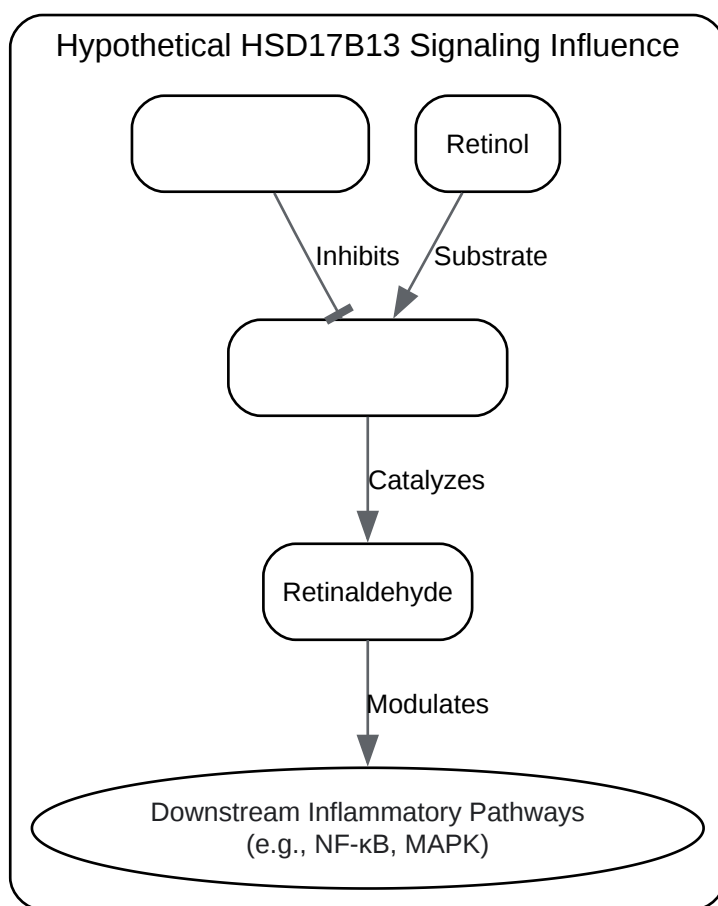 Hypothetical HSD17B13 Signaling Influence
Retinol
Inhibits
Substrate
Catalyzes
Retinaldehyde
Modulates
Downstream Inflammatory Pathways
(e.g., NF-κB, MAPK)